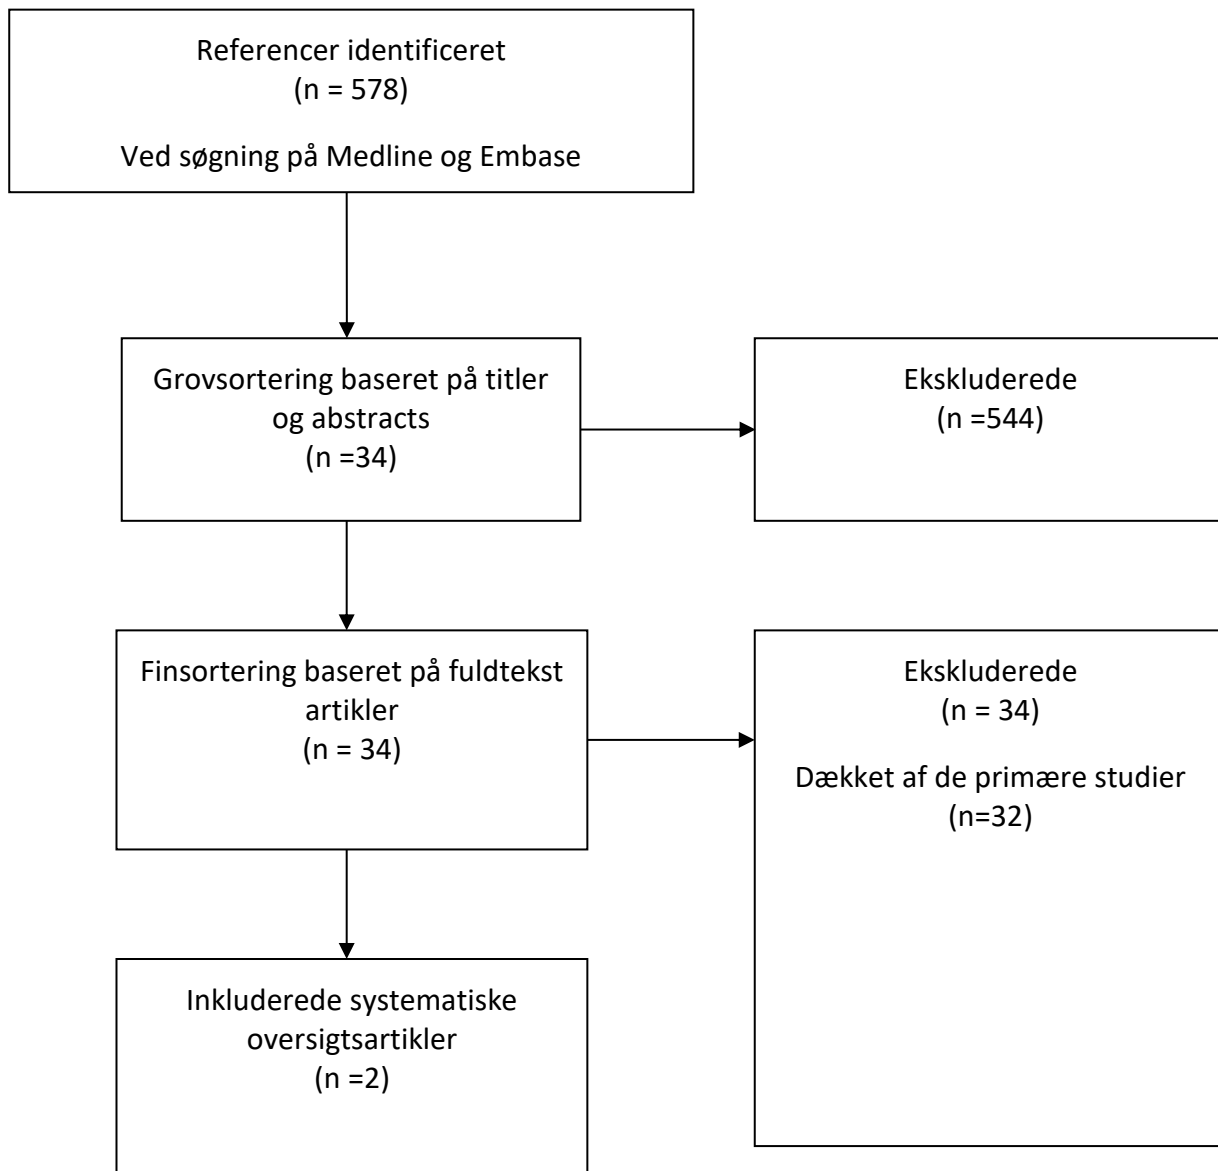 Referencer identificeret
(n = 578)
Ved søgning på Medline og Embase
Grovsortering baseret på titler
og abstracts
(n =34)
Ekskluderede
(n =544)
Finsortering baseret på fuldtekst
artikler
(n = 34)
Ekskluderede
(n = 34)
Dækket af de primære studier
(n=32)
Inkluderede systematiske
oversigtsartikler
(n =2)